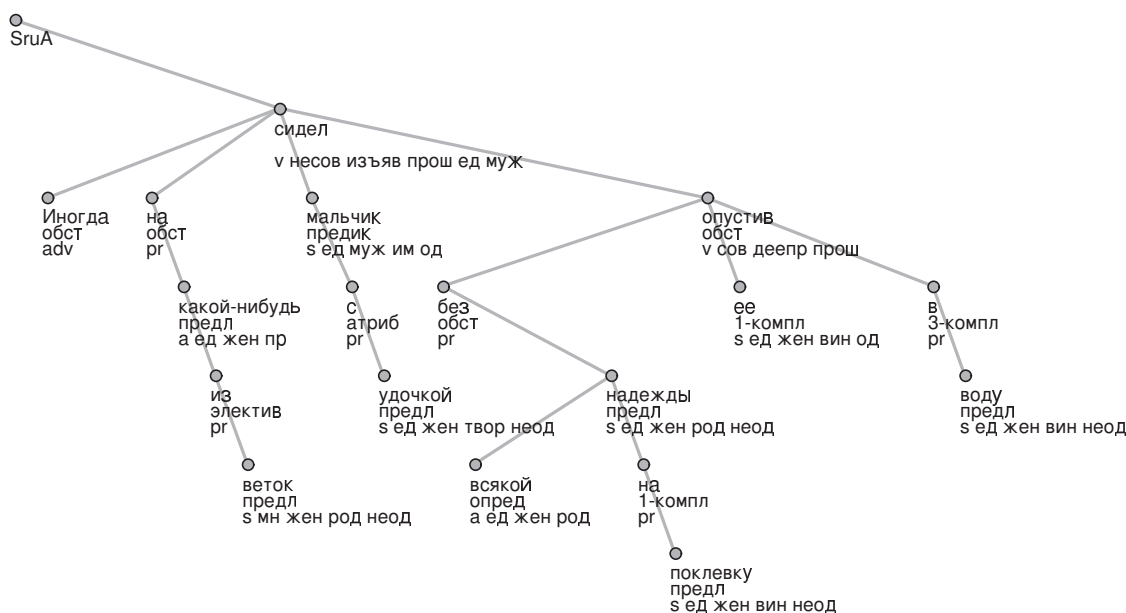 SruA
сидел
v несов изъяв прош ед муж
Иногда
обст
adv
на
обст
pr
мальчик
предик
s ед муж им од
опустив
обст
v сов деепр прош
какой-нибудь
предл
a ед жен пр
с
атриб
pr
без
обст
pr
ее
1-компл
s ед жен вин од
в
3-компл
pr
из
электив
pr
удочкой
предл
s ед жен твор неод
надежды
предл
s ед жен род неод
воду
предл
s ед жен вин неод
веток
предл
s мн жен род неод
всякой
опред
a ед жен род
на
1-компл
pr
поклевку
предл
s ед жен вин неод